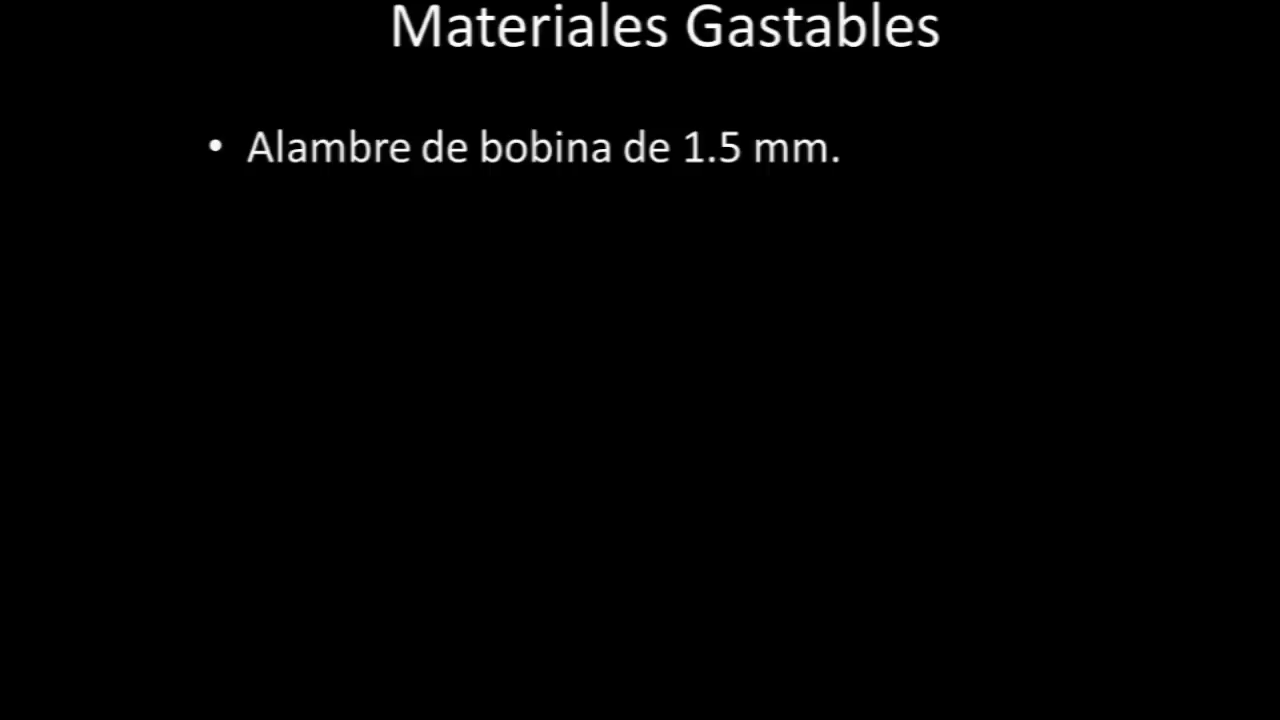 Materiales Gastables
• Alambre de bobina de 1.5 mm.